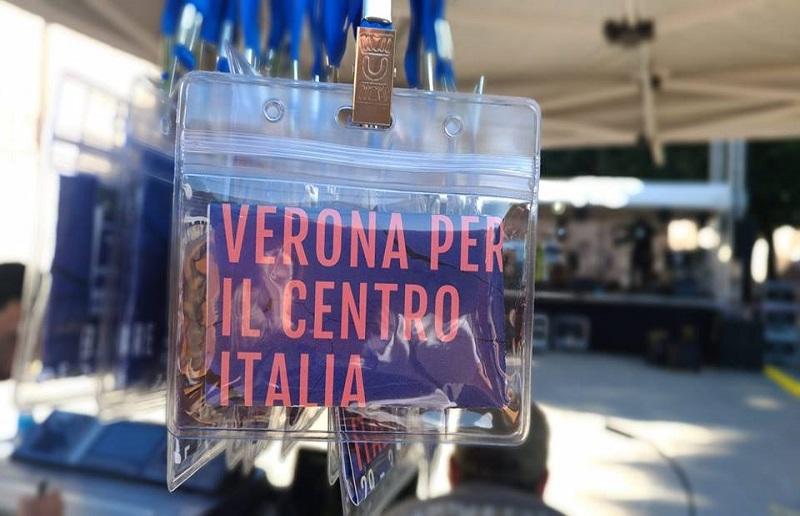 VERONA PER
IL CENTRO
ITALIA